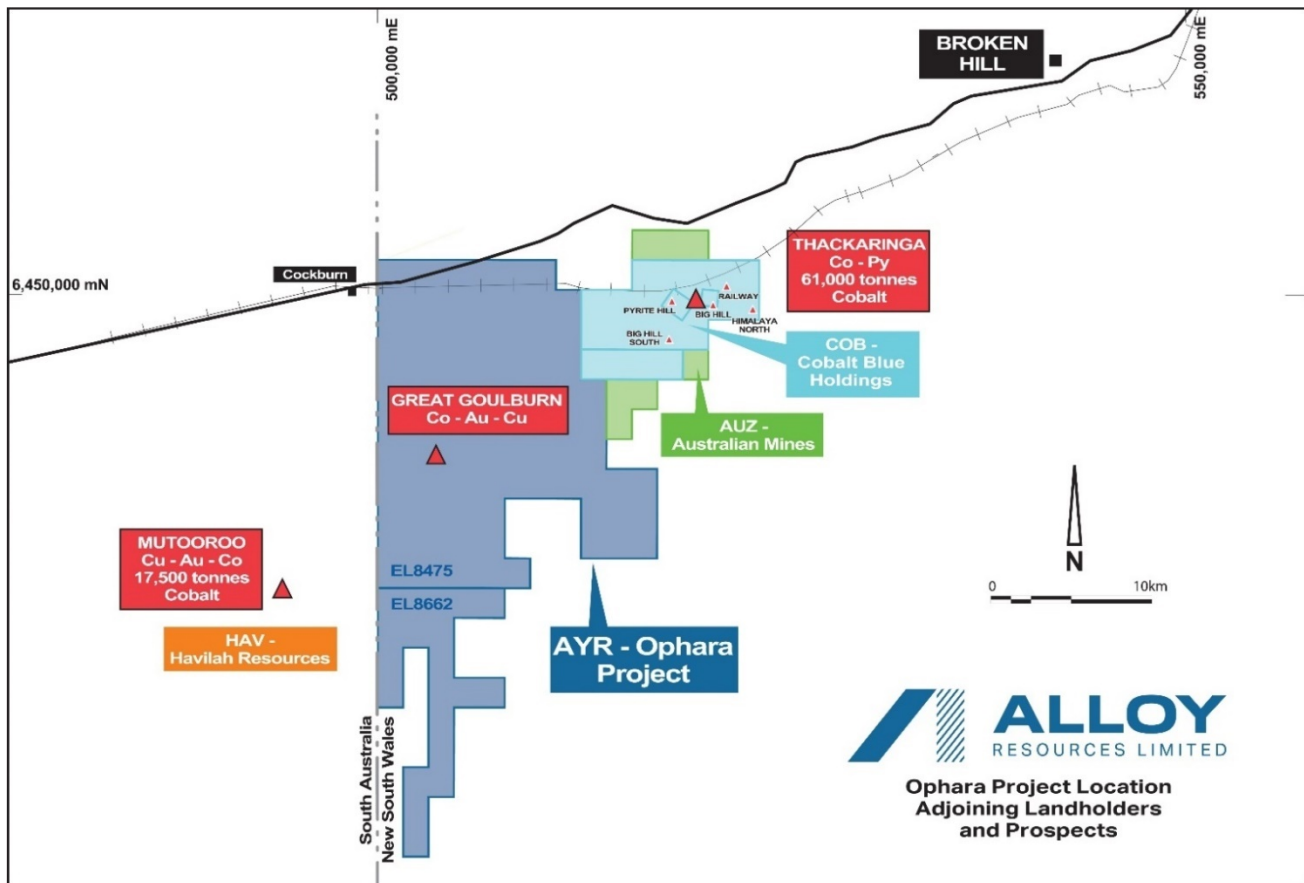 500,000 mE
550,000 mE
BROKEN
HILL
6,450,000 mN
Cockburn
THACKARINGA
Co - Py
61,000 tonnes
Cobalt
RAILWAY
PYRITE HILL
BIG HILL
HIMALAYA
NORTH
BIG HILL
SOUTH
COB -
Cobalt Blue
Holdings
GREAT GOULBURN
Co - Au - Cu
AUZ -
Australian Mines
MUTOOROO
Cu - Au - Co
17,500 tonnes
Cobalt
HAV -
Havilah Resources
EL8475
EL8662
AYR - Ophara
Project
N
0 10km
South Australia
New South Wales
ALLOY
RESOURCES LIMITED
Ophara Project Location
Adjoining Landholders
and Prospects